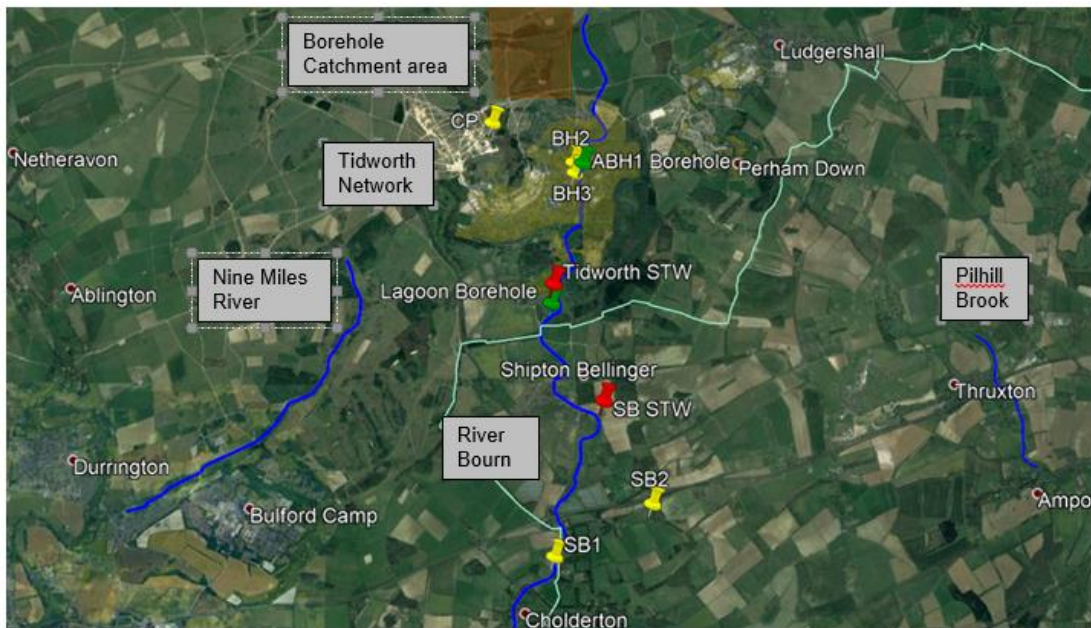 Borehole
Catchment area
Ludgershall
CP
Netheravon
Tidworth
Network
BH2
ABH1 Borehole
Perham Down
BH3
Nine Miles
River
Tidworth STW
Ablington
Lagoon Borehole
Pilhill
Brook
Shipton Bellinger
Thruxton
SB STW
River
Bourn
Durrington
SB2
Bulford Camp
Ampo
SB1
Cholderton